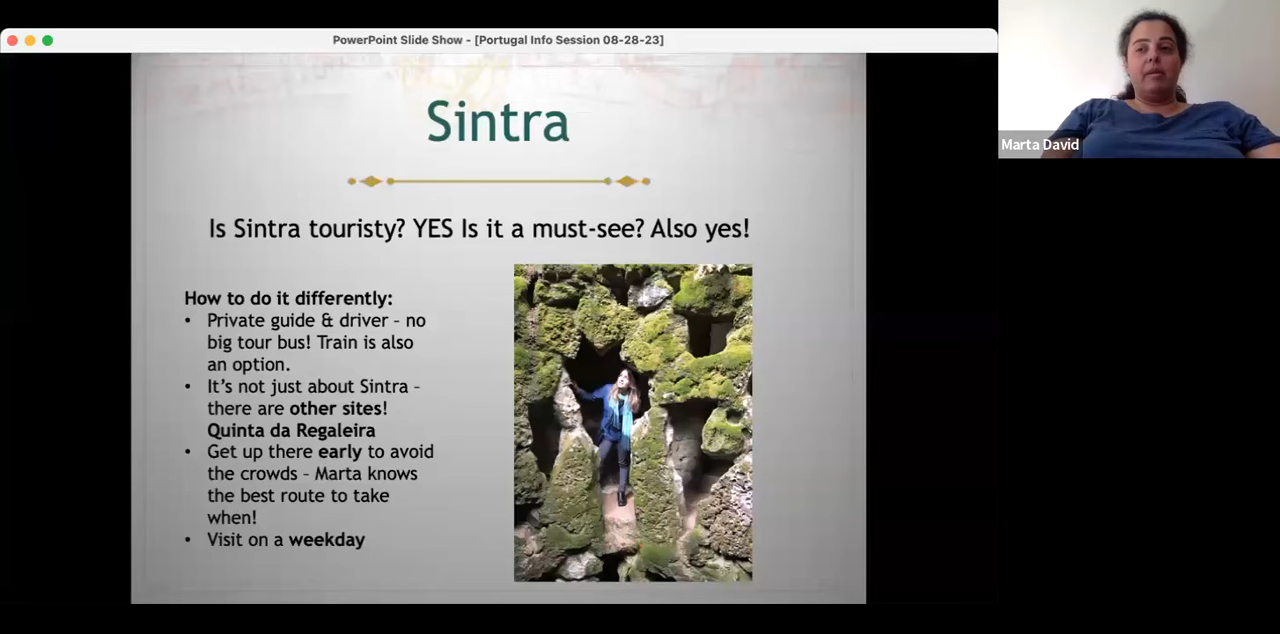 PowerPoint Slide Show - [Portugal Info Session 08-28-23]
Marta David
Sintra
Is Sintra touristy? YES Is it a must-see? Also yes!
How to do it differently:
• Private guide & driver – no
big tour bus! Train is also
an option.
• It's not just about Sintra –
there are other sites!
Quinta da Regaleira
• Get up there early to avoid
the crowds – Marta knows
the best route to take
when!
• Visit on a weekday